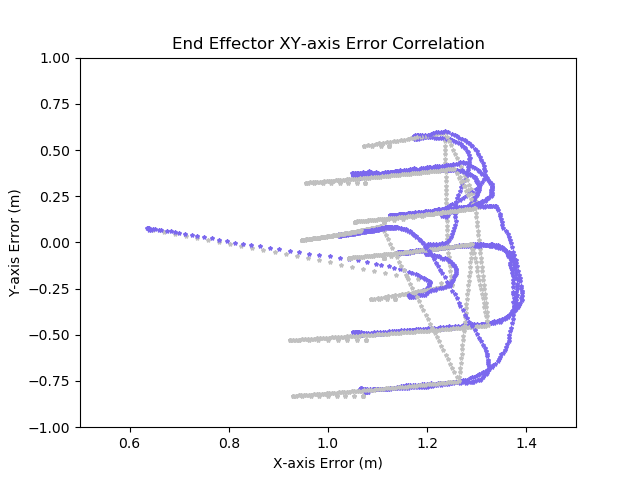 End Effector XY-axis Error Correlation
1.00
0.75
0.50
0.25
0.00
−0.25
−0.50
−0.75
−1.00
Y-axis Error (m)
0.6 0.8 1.0 1.2 1.4
X-axis Error (m)